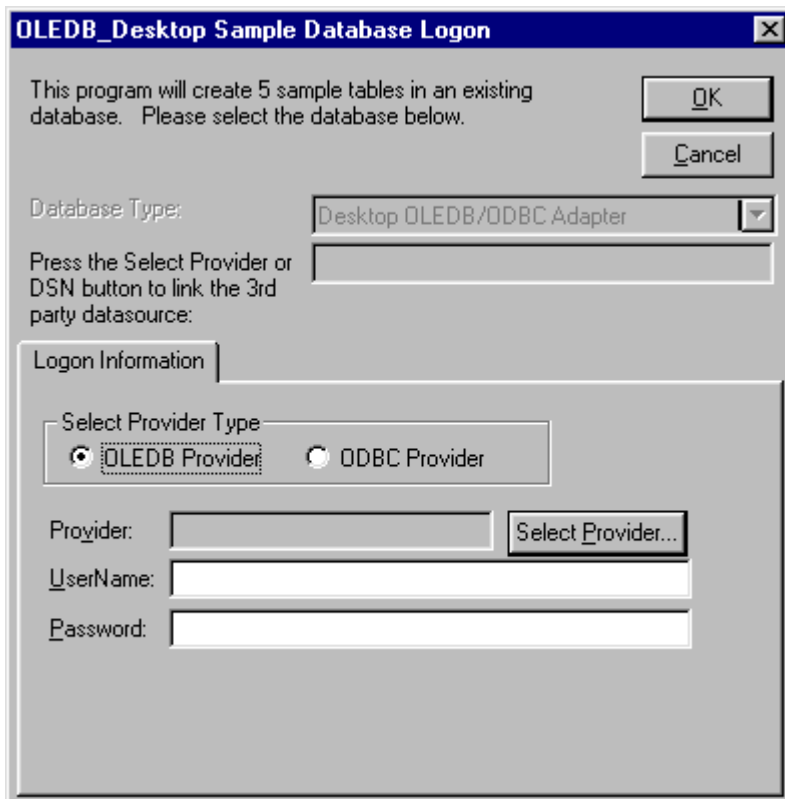 OLEDB_Desktop Sample Database Logon
This program will create 5 sample tables in an existing
database.   Please select the database below.
OK
Cancel
Database Type:
Desktop OLEDB/ODBC Adapter
Press the Select Provider or
DSN button to link the 3rd
party datasource:
Logon Information
Select Provider Type
OLEDB Provider
ODBC Provider
Provider:
Select Provider...
UserName:
Password: